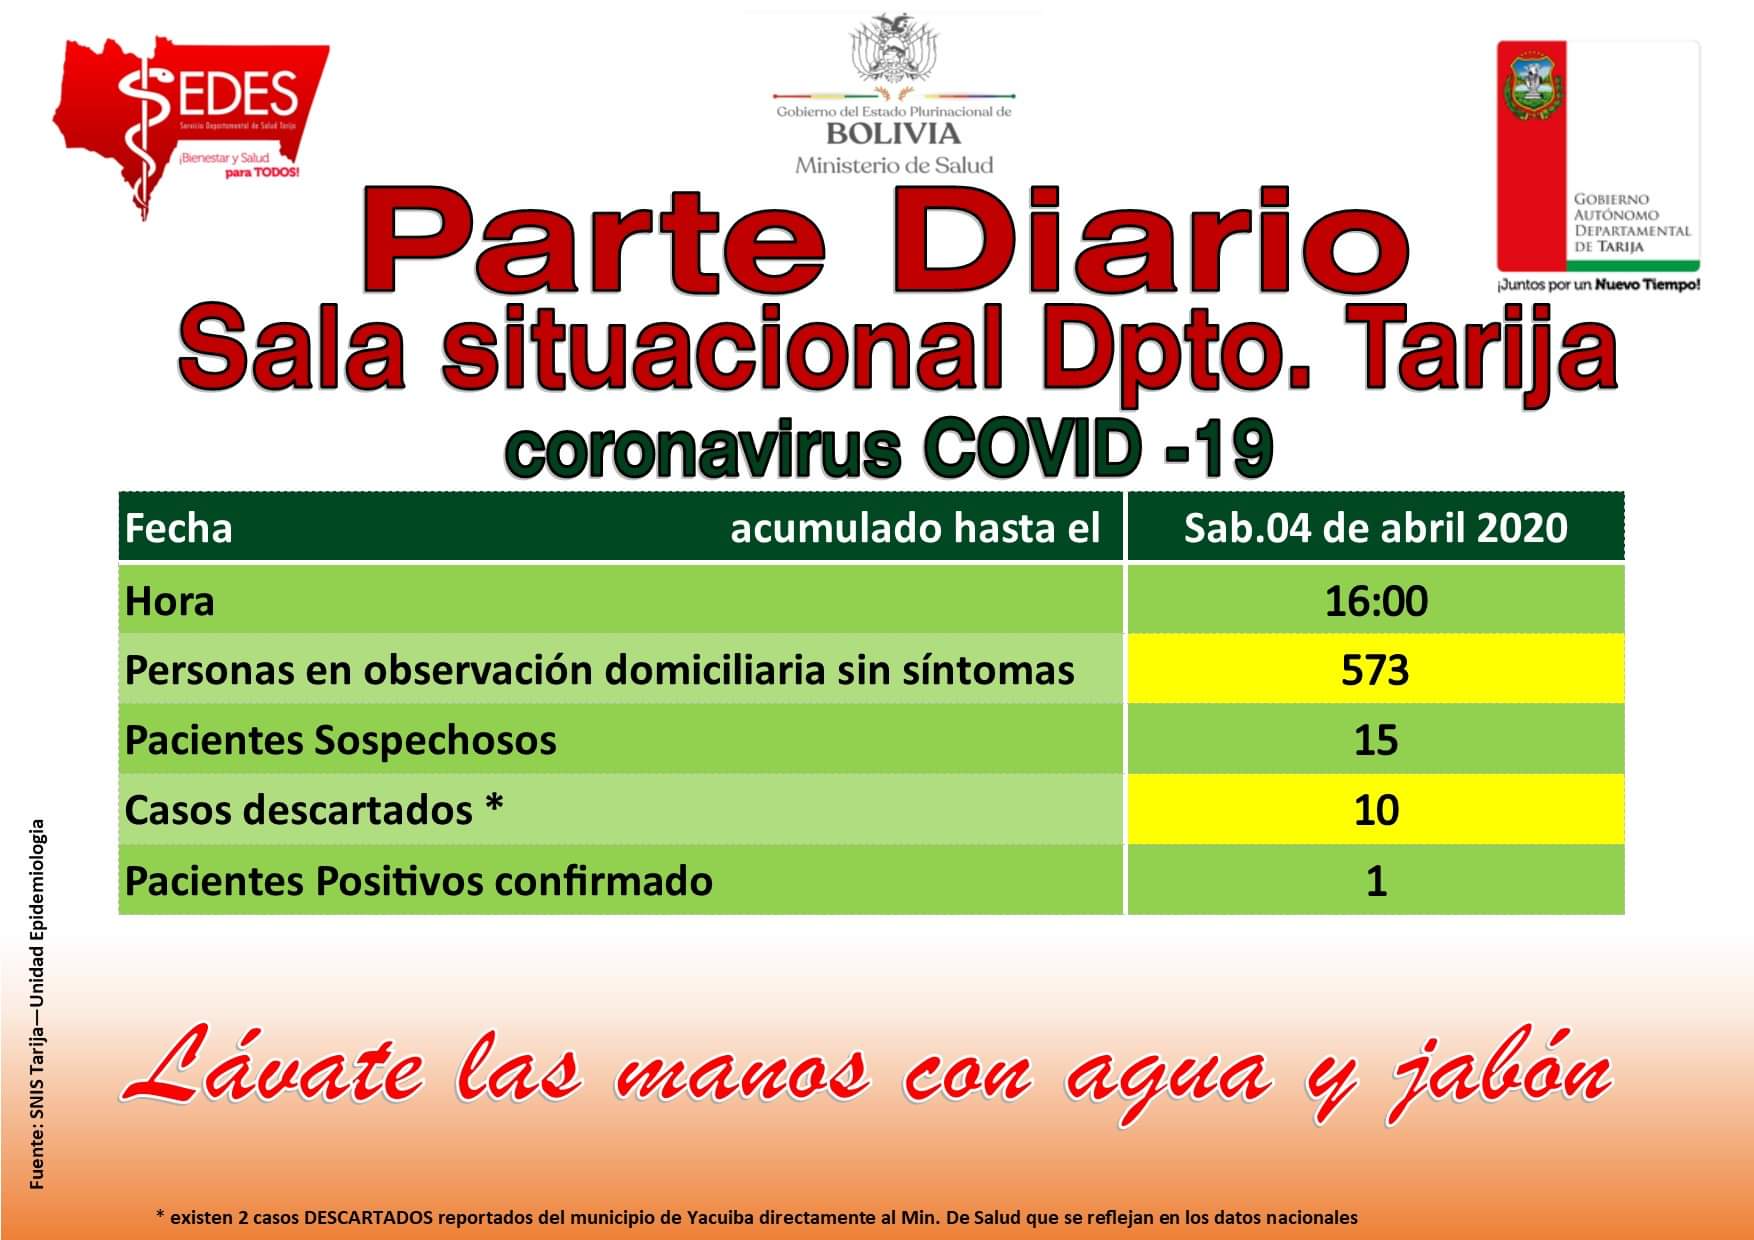 SEDES
Servicio Departamental de Salud Tarija
¡Bienestar y Salud
para TODOS!
Gobierno del Estado Plurinacional de
BOLIVIA
Ministerio de Salud
GOBIERNO
AUTÓNOMO
DEPARTAMENTAL
DE TARIJA
¡Juntos por un Nuevo Tiempo!
Parte Diario
Sala situacional Dpto. Tarija
coronavirus COVID -19
Fecha acumulado hasta el Sab.04 de abril 2020
Hora 16:00
Personas en observación domiciliaria sin síntomas 573
Pacientes Sospechosos 15
Casos descartados * 10
Pacientes Positivos confirmado 1
Fuente: SNIS Tarija—Unidad Epidemiologia
Lávate las manos con agua y jabón
* existen 2 casos DESCARTADOS reportados del municipio de Yacuiba directamente al Min. De Salud que se reflejan en los datos nacionales